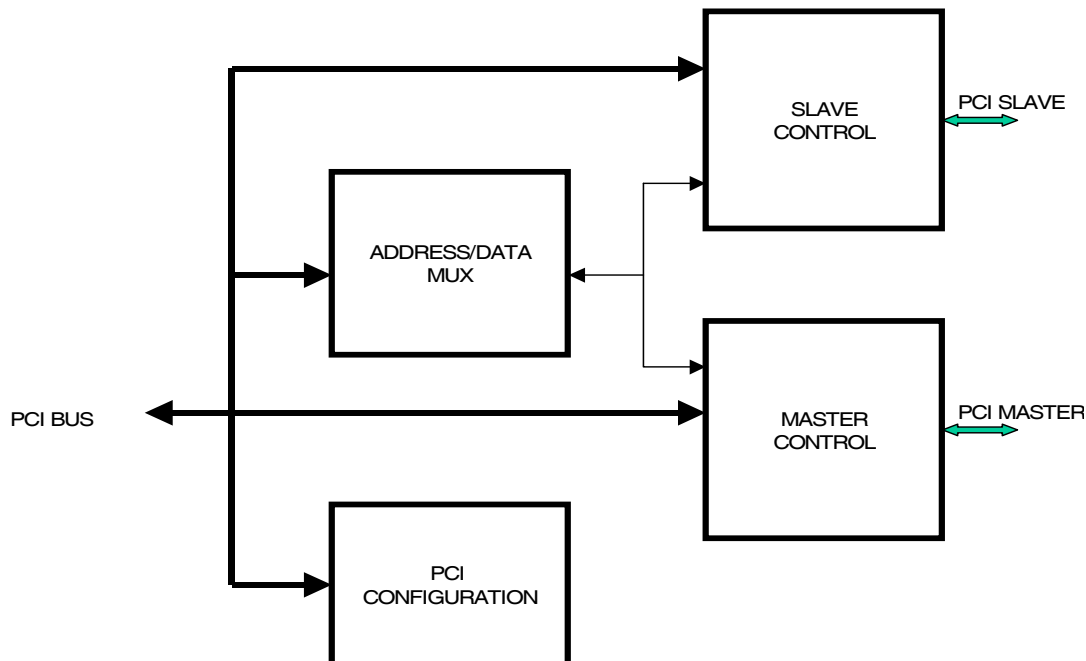 SLAVE
CONTROL
PCI SLAVE
ADDRESS/DATA
MUX
PCI BUS
MASTER
CONTROL
PCI MASTER
PCI
CONFIGURATION